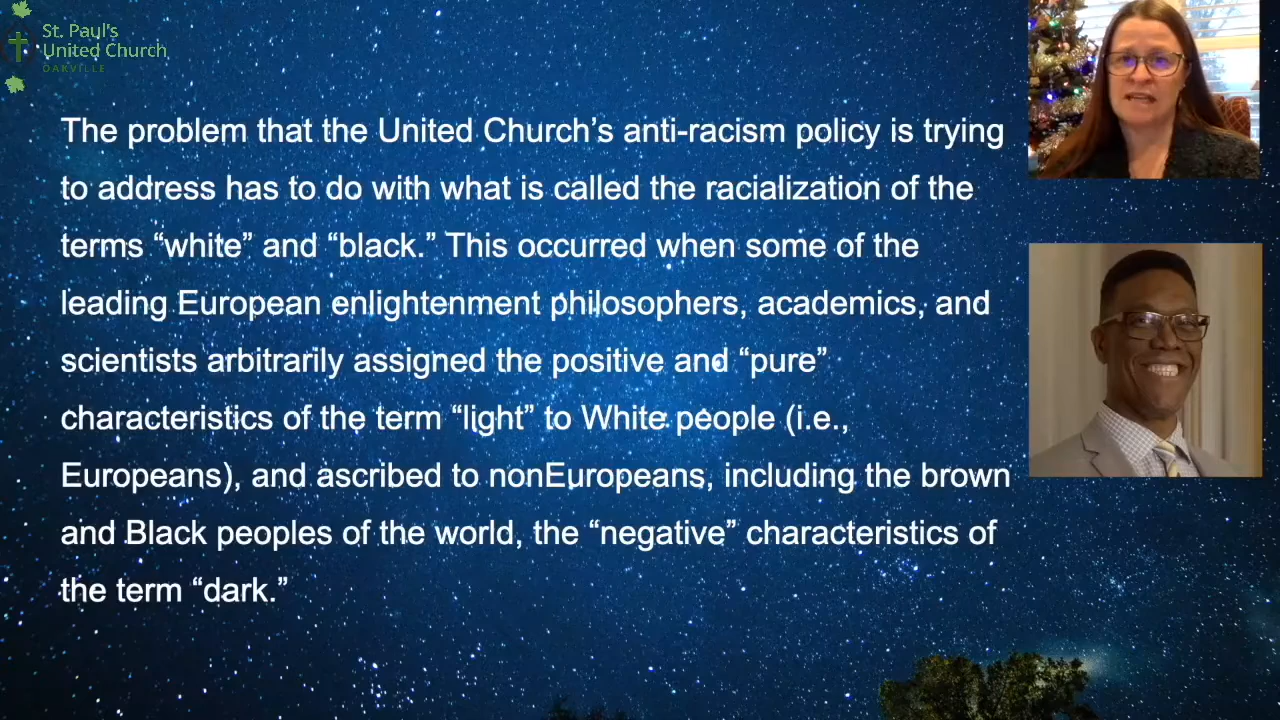 St. Paul's
United Church
OAKVILLE
The problem that the United Church’s anti-racism policy is trying
to address has to do with what is called the racialization of the
terms “white” and “black.” This occurred when some of the
leading European enlightenment philosophers, academics, and
scientists arbitrarily assigned the positive and “pure”
characteristics of the term “light” to White people (i.e.,
Europeans), and ascribed to nonEuropeans, including the brown
and Black peoples of the world, the “negative” characteristics of
the term “dark.”